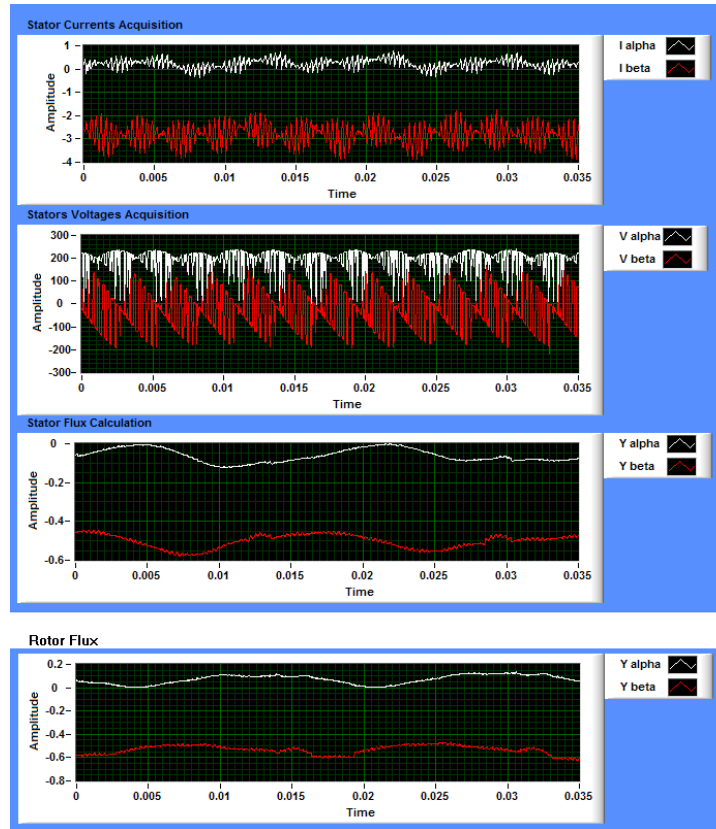 Stator Currents Acquisition
1
0
-1
-2
-3
-4
Amplitude
0 0.005 0.01 0.015 0.02 0.025 0.03 0.035
Time
I alpha
I beta
Stators Voltages Acquisition
300
200
100
0
-100
-200
-300
Amplitude
0 0.005 0.01 0.015 0.02 0.025 0.03 0.035
Time
V alpha
V beta
Stator Flux Calculation
0
-0.2
-0.4
-0.6
Amplitude
0 0.005 0.01 0.015 0.02 0.025 0.03 0.035
Time
Y alpha
Y beta
Rotor Flux
0.2
0
-0.2
-0.4
-0.6
-0.8
Amplitude
0 0.005 0.01 0.015 0.02 0.025 0.03 0.035
Time
Y alpha
Y beta